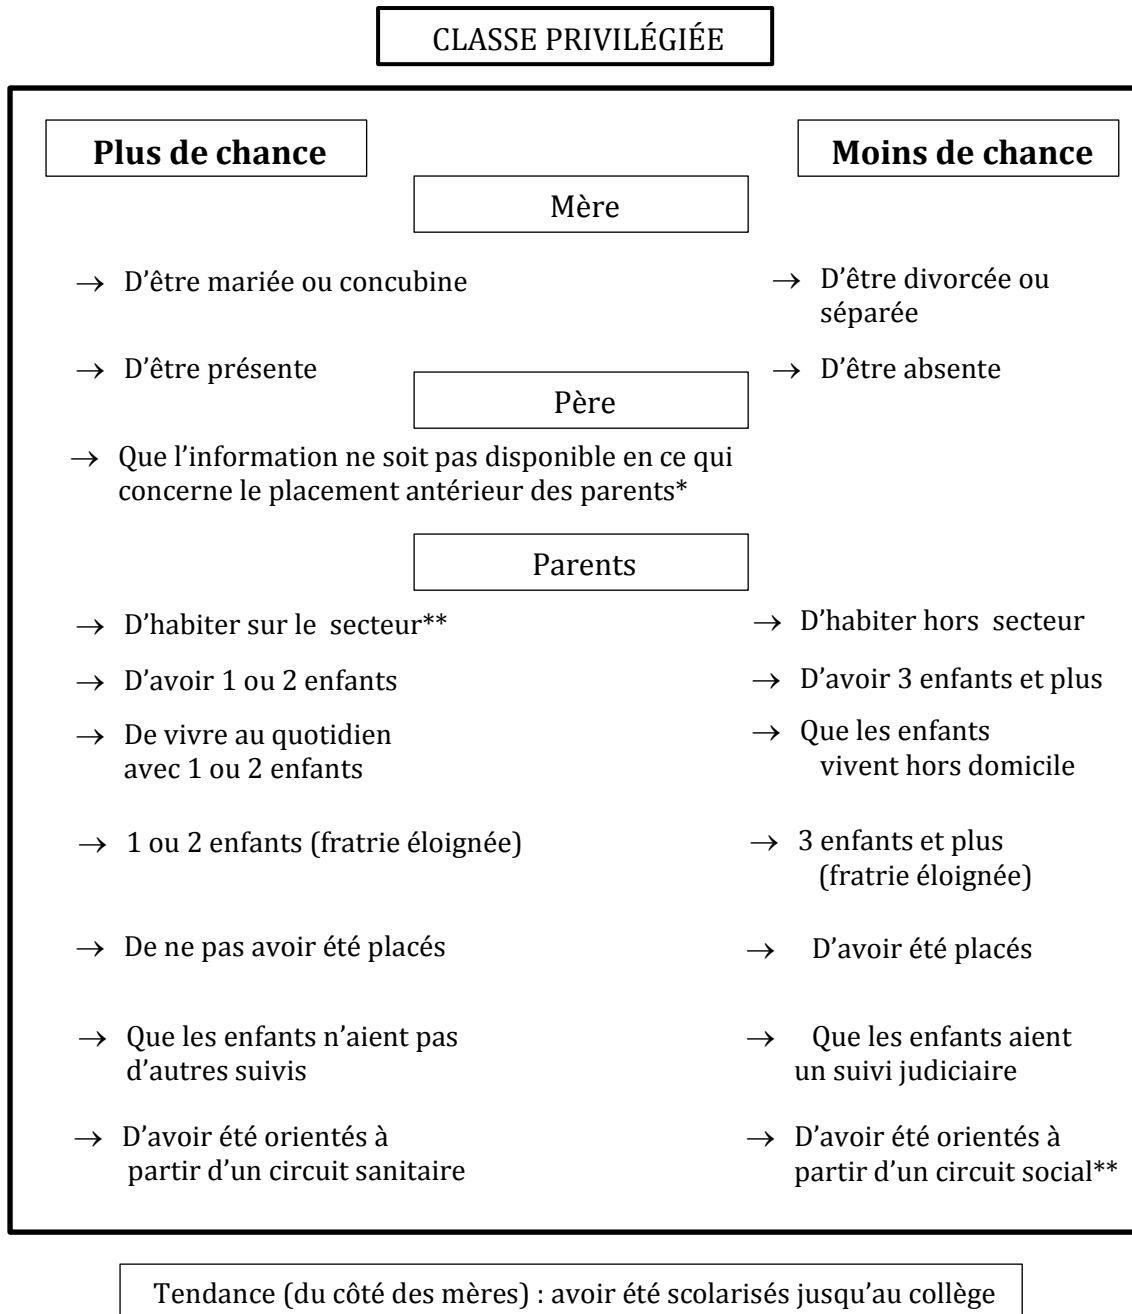 CLASSE PRIVILÉGIÉE
Plus de chance
Moins de chance
Mère
→ D’être mariée ou concubine
→ D’être divorcée ou
séparée
→ D’être présente
→ D’être absente
Père
→ Que l’information ne soit pas disponible en ce qui
concerne le placement antérieur des parents*
Parents
→ D’habiter sur le secteur**
→ D’habiter hors secteur
→ D’avoir 1 ou 2 enfants
→ D’avoir 3 enfants et plus
→ De vivre au quotidien
avec 1 ou 2 enfants
→ Que les enfants
vivent hors domicile
→ 1 ou 2 enfants (fratrie éloignée)
→ 3 enfants et plus
(fratrie éloignée)
→ De ne pas avoir été placés
→ D’avoir été placés
→ Que les enfants n’aient pas
d’autres suivis
→ Que les enfants aient
un suivi judiciaire
→ D’avoir été orientés à
partir d’un circuit sanitaire
→ D’avoir été orientés à
partir d’un circuit social**
Tendance (du côté des mères) : avoir été scolarisés jusqu’au collège